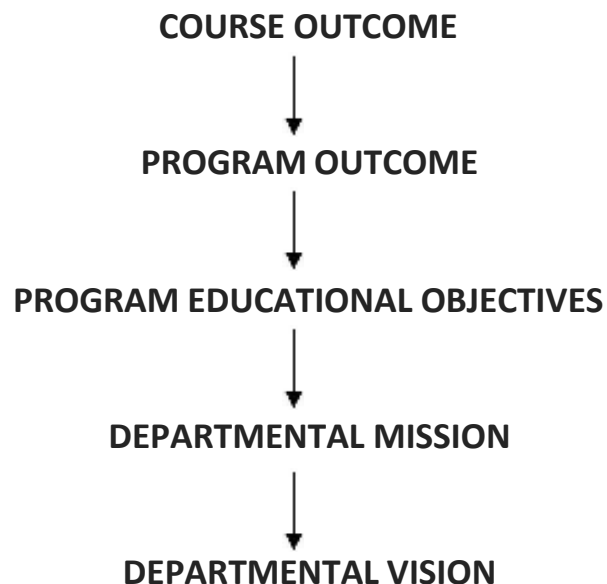 COURSE OUTCOME
PROGRAM OUTCOME
PROGRAM EDUCATIONAL OBJECTIVES
DEPARTMENTAL MISSION
DEPARTMENTAL VISION